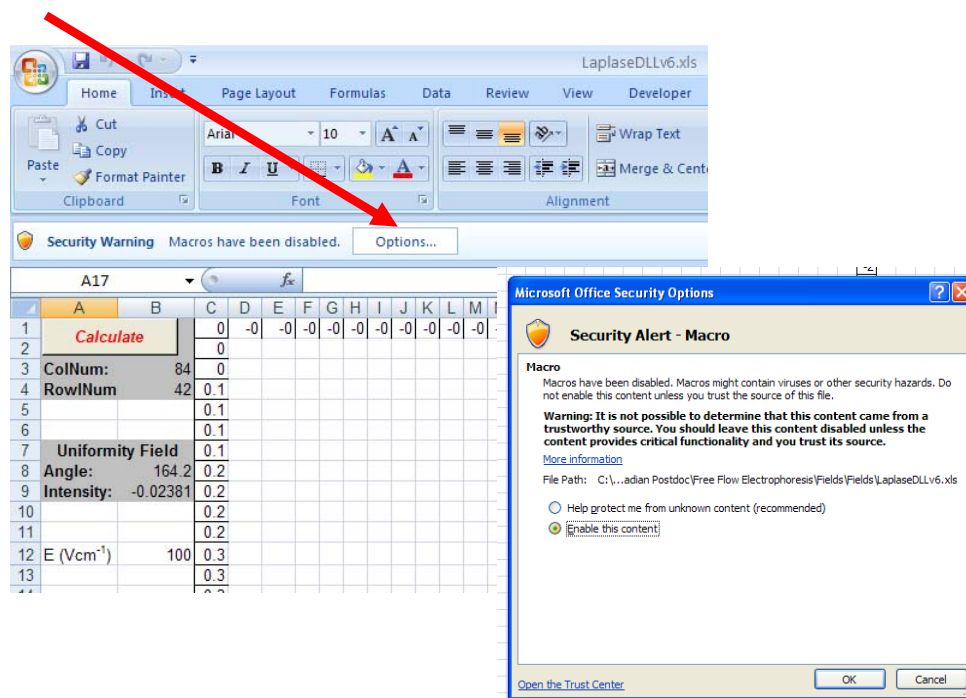 LaplaseDLLv6.xls
Home Insert Page Layout Formulas Data Review View Developer
Cut
Copy
Paste
Format Painter
Arial 10 A A
B I U A
Wrap Text
Merge & Cent
Clipboard Font Alignment
Security Warning Macros have been disabled. Options...
A17 fx
A B C D E F G H I J K L M
1 Calculate 0 -0 -0 -0 -0 -0 -0 -0 -0 -0 -0
2 0
3 ColNum: 84 0
4 RowlNum 42 0.1
5 0.1
6 0.1
7 Uniformity Field 0.1
8 Angle: 164.2 0.2
9 Intensity: -0.02381 0.2
10 0.2
11 0.2
12 E (Vcm-1) 100 0.3
13 0.3
-2
Microsoft Office Security Options
Security Alert - Macro
Macro
Macros have been disabled. Macros might contain viruses or other security hazards. Do
not enable this content unless you trust the source of this file.
Warning: It is not possible to determine that this content came from a
trustworthy source. You should leave this content disabled unless the
content provides critical functionality and you trust its source.
More information
File Path: C:\...adian Postdoc\Free Flow Electrophoresis\Fields\Fields\LaplaseDLLv6.xls
Help protect me from unknown content (recommended)
Enable this content
Open the Trust Center OK Cancel